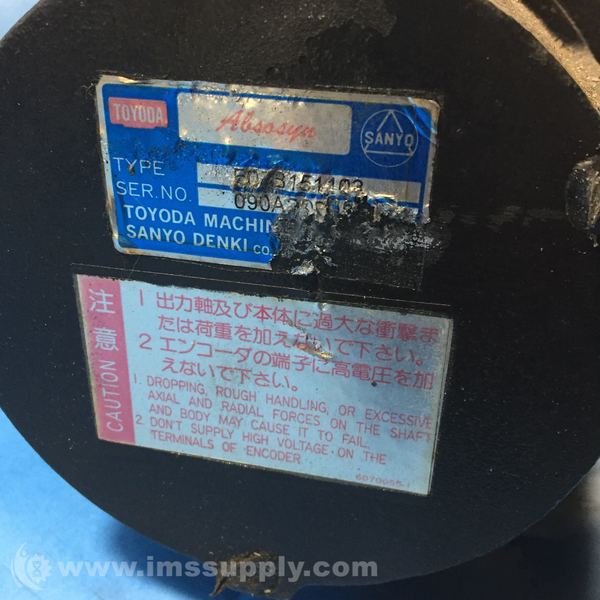 TOYODA
Absosyn
SANYO
TYPE
SER.NO.
TOYODA MACHIN
SANYO DENKI CO.
注意
CAUTION
1 出力軸及び本体に過大な衝撃ま
たは荷重を加えないで下さい。
2 エンコーダの端子に高電圧を加
えないで下さい。
1. DROPPING, ROUGH HANDLING, OR EXCESSIVE
AXIAL AND RADIAL FORCES ON THE SHAFT
AND BODY MAY CAUSE IT TO FAIL.
2. DON'T SUPPLY HIGH VOLTAGE ON THE
TERMINALS OF ENCODER
6070055-1
www.imssupply.com